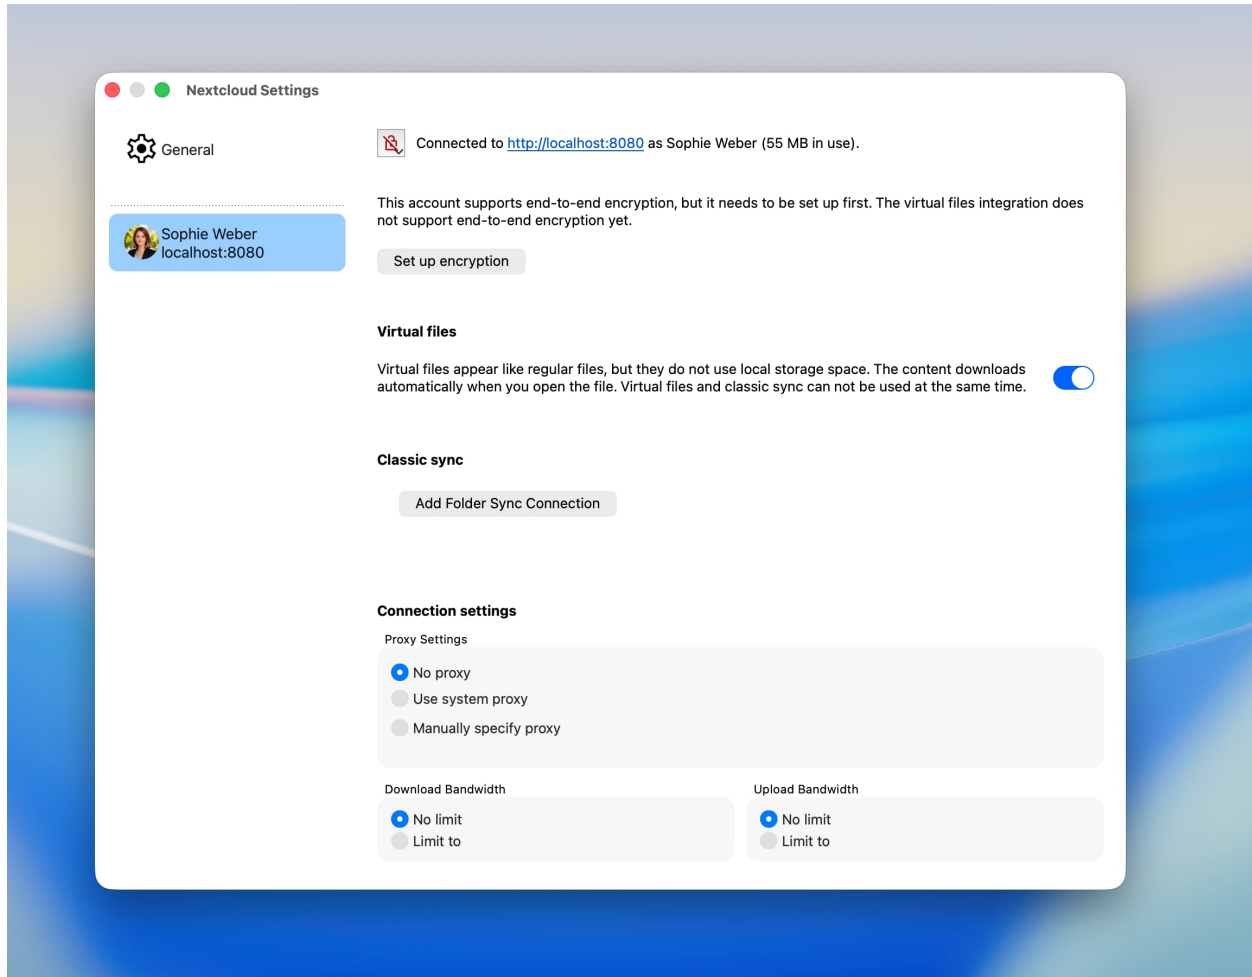 Nextcloud Settings
General
Sophie Weber
localhost:8080
Connected to http://localhost:8080 as Sophie Weber (55 MB in use).
This account supports end-to-end encryption, but it needs to be set up first. The virtual files integration does
not support end-to-end encryption yet.
Set up encryption
Virtual files
Virtual files appear like regular files, but they do not use local storage space. The content downloads
automatically when you open the file. Virtual files and classic sync can not be used at the same time.
Classic sync
Add Folder Sync Connection
Connection settings
Proxy Settings
No proxy
Use system proxy
Manually specify proxy
Download Bandwidth
No limit
Limit to
Upload Bandwidth
No limit
Limit to